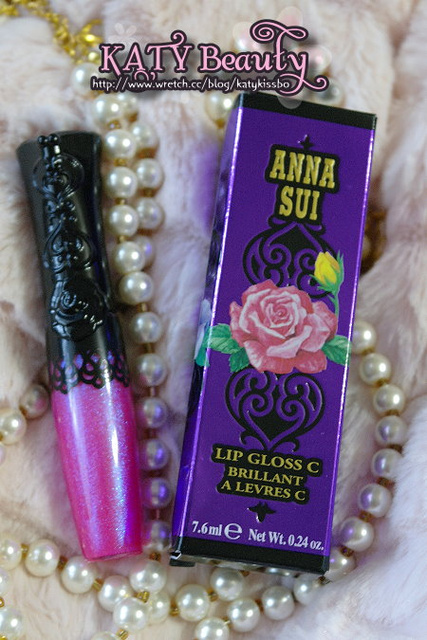 KATY Beauty
http://www.wretch.cc/blog/katykissbo
ANNA
SUI
LIP GLOSS C
BRILLANT
A LEVRES C
7.6ml ℮ Net Wt. 0.24 oz.